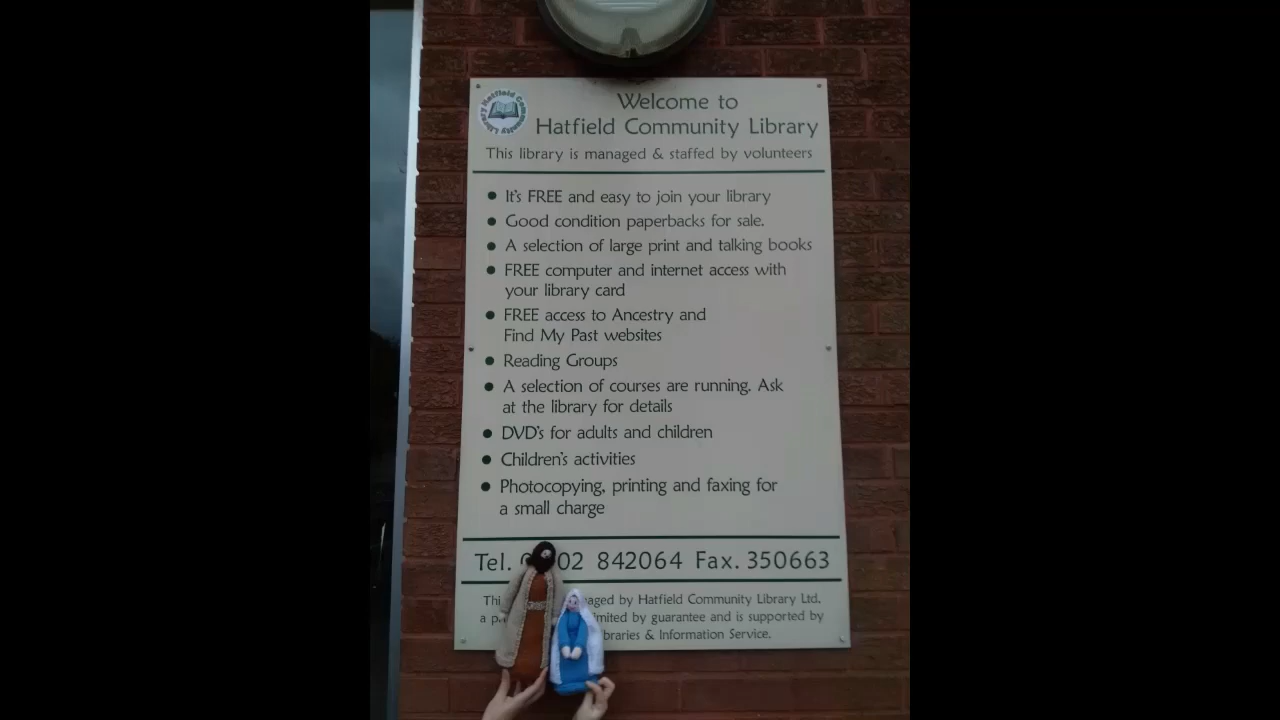 Hatfield Community Library
Welcome to
Hatfield Community Library
This library is managed & staffed by volunteers
• It's FREE and easy to join your library
• Good condition paperbacks for sale.
• A selection of large print and talking books
• FREE computer and internet access with
your library card
• FREE access to Ancestry and
Find My Past websites
• Reading Groups
• A selection of courses are running. Ask
at the library for details
• DVD's for adults and children
• Children's activities
• Photocopying, printing and faxing for
a small charge
Tel. 02 842064 Fax. 350663
by Hatfield Community Library Ltd.
a by guarantee and is supported by
& Information Service.